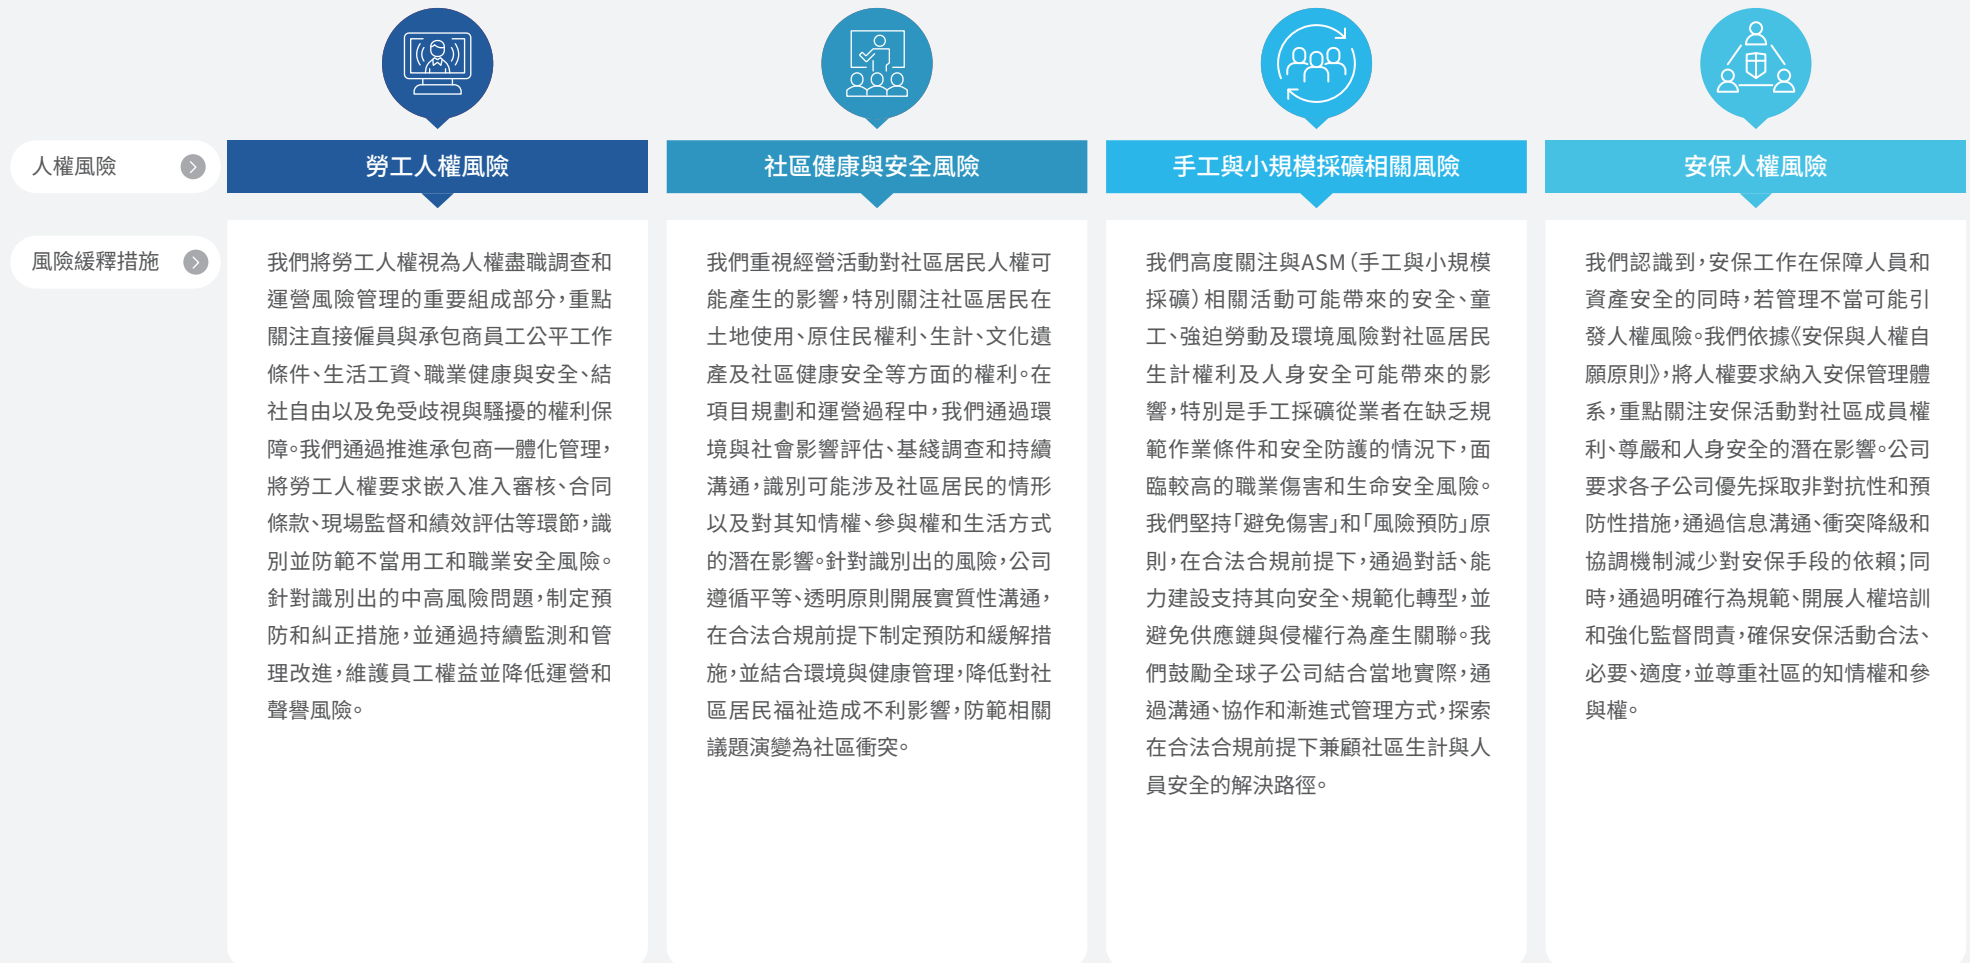 人權風險
勞工人權風險
社區健康與安全風險
手工與小規模採礦相關風險
安保人權風險
風險緩釋措施
我們將勞工人權視為人權盡職調查和
運營風險管理的重要組成部分，重點
關注直接僱員與承包商員工公平工作
條件、生活工資、職業健康與安全、結
社自由以及免受歧視與騷擾的權利保
障。我們通過推進承包商一體化管理，
將勞工人權要求嵌入准入審核、合同
條款、現場監督和績效評估等環節，識
別並防範不當用工和職業安全風險。
針對識別出的中高風險問題，制定預
防和糾正措施，並通過持續監測和管
理改進，維護員工權益並降低運營和
聲譽風險。
我們重視經營活動對社區居民人權可
能產生的影響，特別關注社區居民在
土地使用、原住民權利、生計、文化遺
產及社區健康安全等方面的權利。在
項目規劃和運營過程中，我們通過環
境與社會影響評估、基綫調查和持續
溝通，識別可能涉及社區居民的情形
以及對其知情權、參與權和生活方式
的潛在影響。針對識別出的風險，公司
遵循平等、透明原則開展實質性溝通，
在合法合規前提下制定預防和緩解措
施，並結合環境與健康管理，降低對社
區居民福祉造成不利影響，防範相關
議題演變為社區衝突。
我們高度關注與ASM（手工與小規模
採礦）相關活動可能帶來的安全、童
工、強迫勞動及環境風險對社區居民
生計權利及人身安全可能帶來的影
響，特別是手工採礦從業者在缺乏規
範作業條件和安全防護的情況下，面
臨較高的職業傷害和生命安全風險。
我們堅持「避免傷害」和「風險預防」原
則，在合法合規前提下，通過對話、能
力建設支持其向安全、規範化轉型，並
避免供應鏈與侵權行為產生關聯。我
們鼓勵全球子公司結合當地實際，通
過溝通、協作和漸進式管理方式，探索
在合法合規前提下兼顧社區生計與人
員安全的解決路徑。
我們認識到，安保工作在保障人員和
資產安全的同時，若管理不當可能引
發人權風險。我們依據《安保與人權自
願原則》，將人權要求納入安保管理體
系，重點關注安保活動對社區成員權
利、尊嚴和人身安全的潛在影響。公司
要求各子公司優先採取非對抗性和預
防性措施，通過信息溝通、衝突降級和
協調機制減少對安保手段的依賴；同
時，通過明確行為規範、開展人權培訓
和強化監督問責，確保安保活動合法、
必要、適度，並尊重社區的知情權和參
與權。